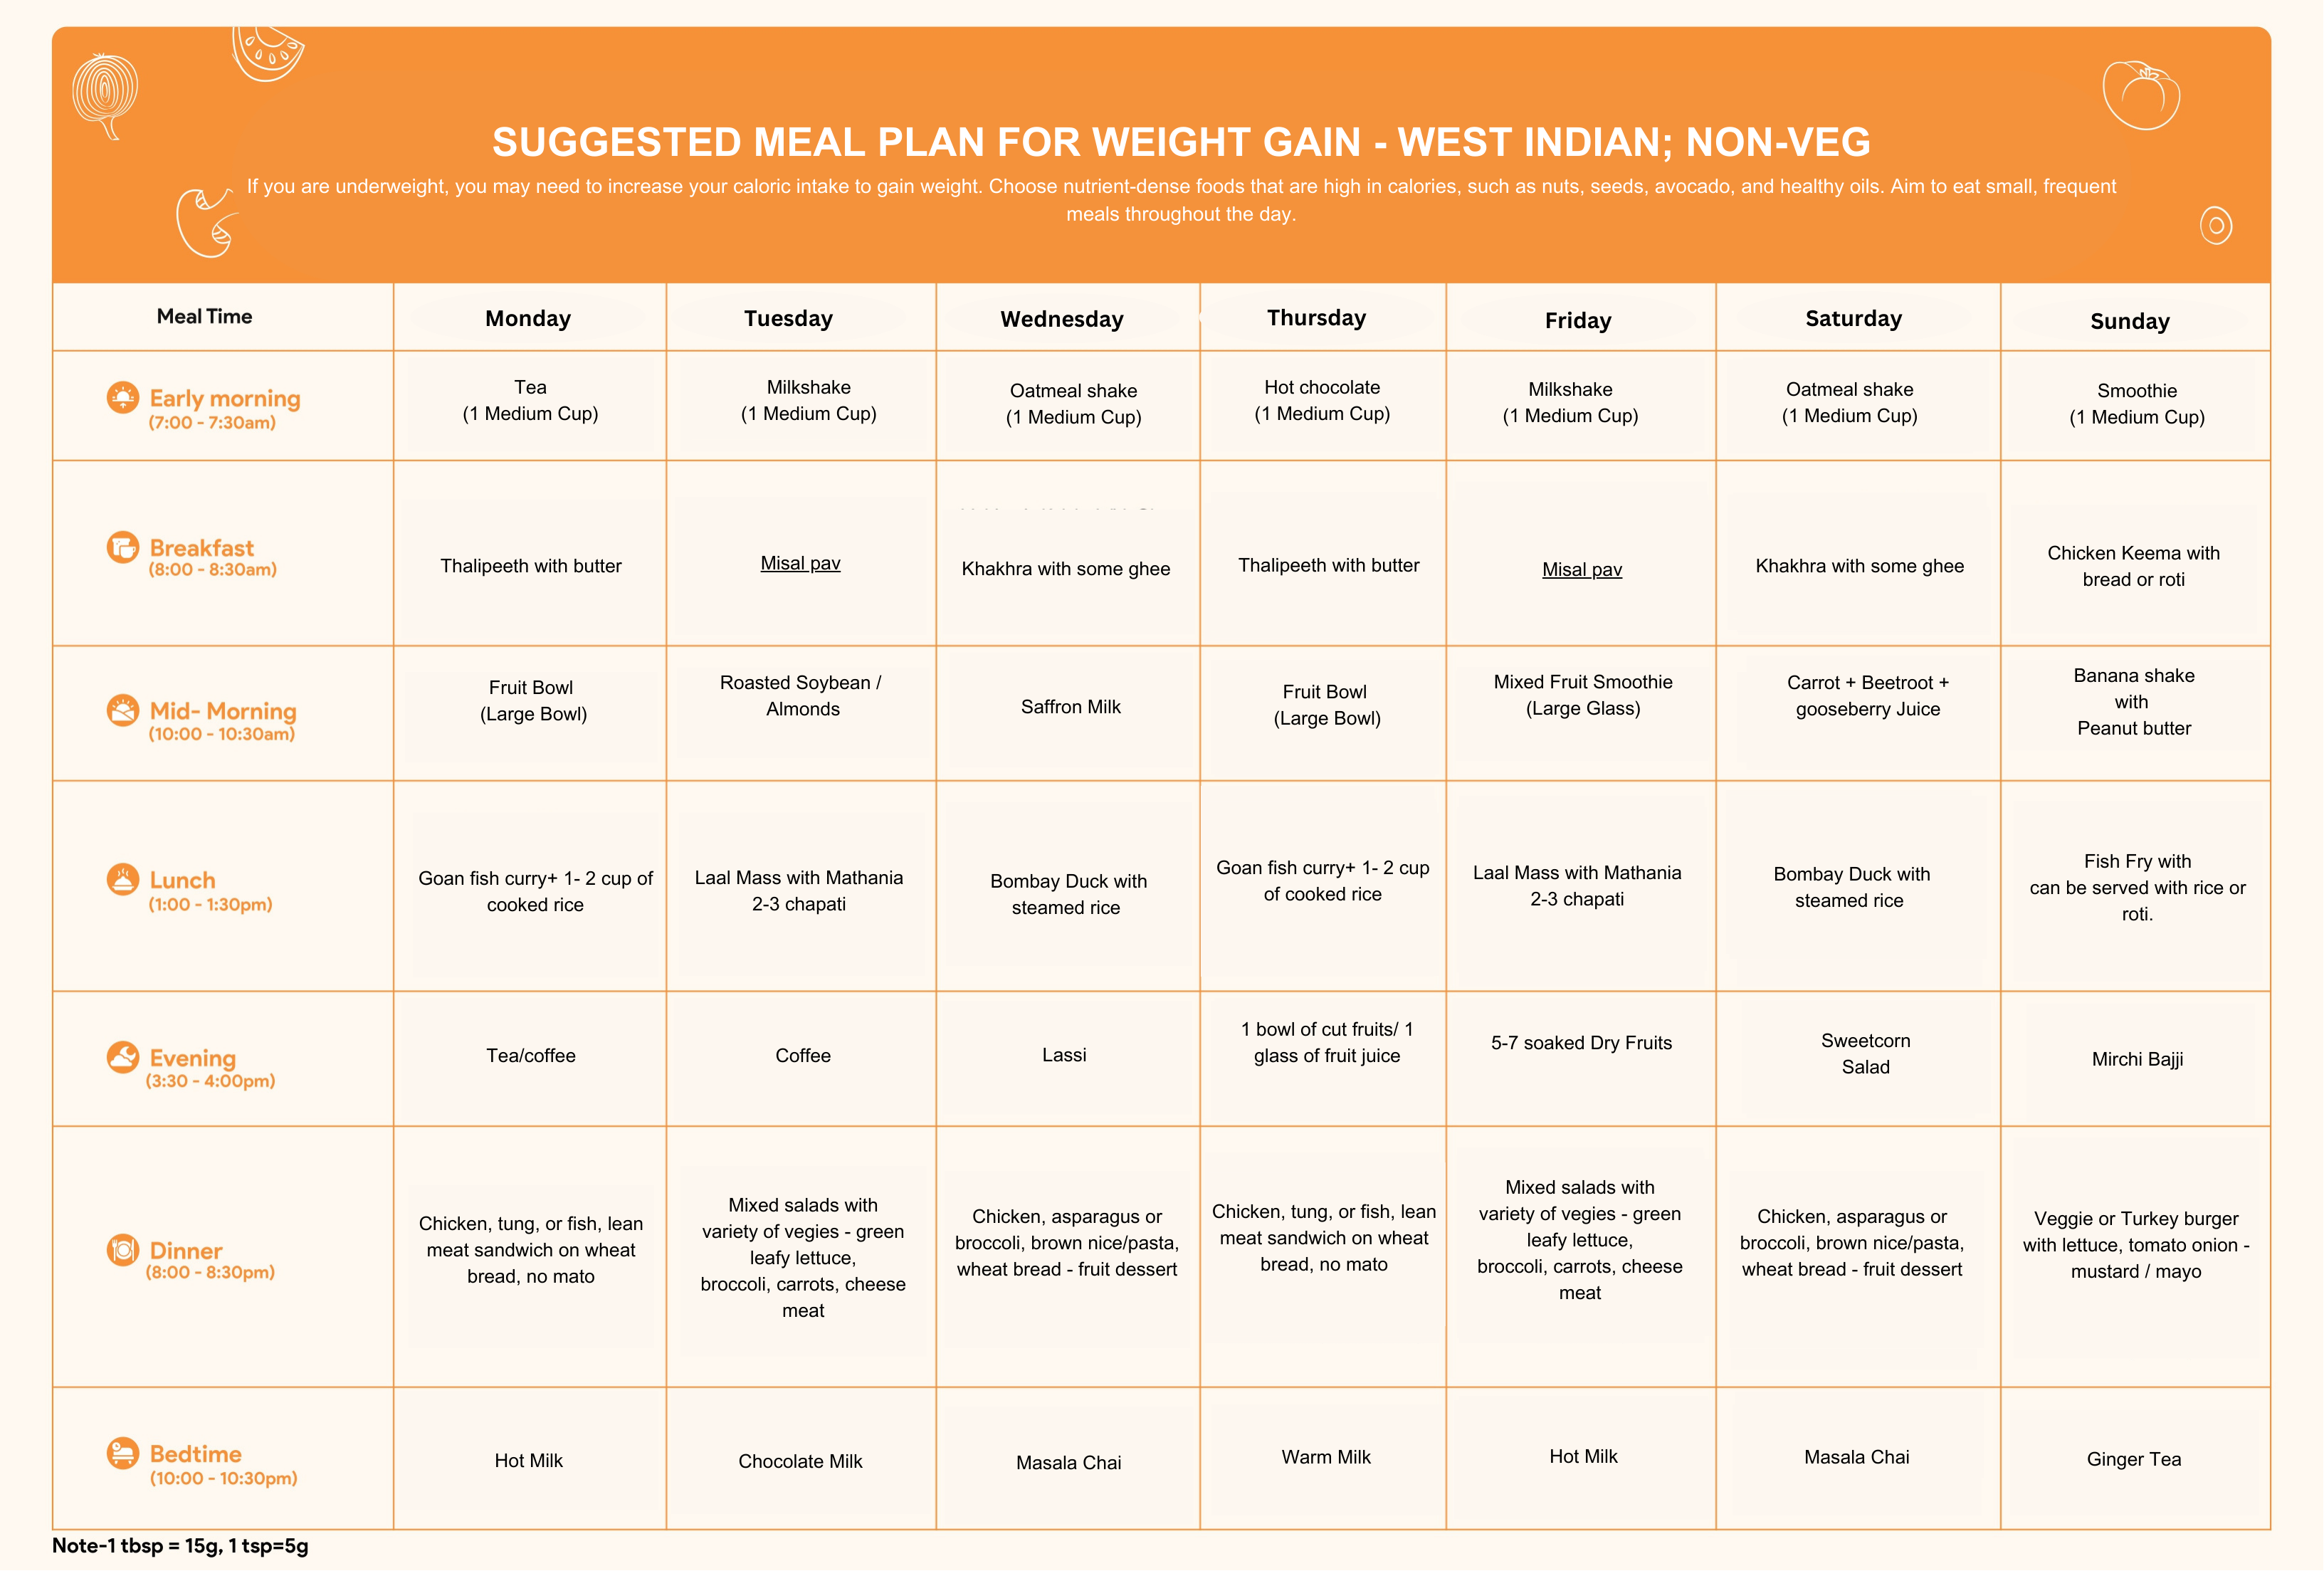 SUGGESTED MEAL PLAN FOR WEIGHT GAIN - WEST INDIAN; NON-VEG
If you are underweight, you may need to increase your caloric intake to gain weight. Choose nutrient-dense foods that are high in calories, such as nuts, seeds, avocado, and healthy oils. Aim to eat small, frequent
meals throughout the day.
Meal Time
Monday
Tuesday
Wednesday
Thursday
Friday
Saturday
Sunday
Early morning
(7:00 - 7:30am)
Tea
(1 Medium Cup)
Milkshake
(1 Medium Cup)
Oatmeal shake
(1 Medium Cup)
Hot chocolate
(1 Medium Cup)
Milkshake
(1 Medium Cup)
Oatmeal shake
(1 Medium Cup)
Smoothie
(1 Medium Cup)
Breakfast
(8:00 - 8:30am)
Thalipeeth with butter
Misal pav
Khakhra with some ghee
Thalipeeth with butter
Misal pav
Khakhra with some ghee
Chicken Keema with
bread or roti
Mid- Morning
(10:00 - 10:30am)
Fruit Bowl
(Large Bowl)
Roasted Soybean /
Almonds
Saffron Milk
Fruit Bowl
(Large Bowl)
Mixed Fruit Smoothie
(Large Glass)
Carrot + Beetroot +
gooseberry Juice
Banana shake
with
Peanut butter
Lunch
(1:00 - 1:30pm)
Goan fish curry+ 1- 2 cup of
cooked rice
Laal Mass with Mathania
2-3 chapati
Bombay Duck with
steamed rice
Goan fish curry+ 1- 2 cup
of cooked rice
Laal Mass with Mathania
2-3 chapati
Bombay Duck with
steamed rice
Fish Fry with
can be served with rice or
roti.
Evening
(3:30 - 4:00pm)
Tea/coffee
Coffee
Lassi
1 bowl of cut fruits/ 1
glass of fruit juice
5-7 soaked Dry Fruits
Sweetcorn
Salad
Mirchi Bajji
Dinner
(8:00 - 8:30pm)
Chicken, tung, or fish, lean
meat sandwich on wheat
bread, no mato
Mixed salads with
variety of vegies - green
leafy lettuce,
broccoli, carrots, cheese
meat
Chicken, asparagus or
broccoli, brown nice/pasta,
wheat bread - fruit dessert
Chicken, tung, or fish, lean
meat sandwich on wheat
bread, no mato
Mixed salads with
variety of vegies - green
leafy lettuce,
broccoli, carrots, cheese
meat
Chicken, asparagus or
broccoli, brown nice/pasta,
wheat bread - fruit dessert
Veggie or Turkey burger
with lettuce, tomato onion -
mustard / mayo
Bedtime
(10:00 - 10:30pm)
Hot Milk
Chocolate Milk
Masala Chai
Warm Milk
Hot Milk
Masala Chai
Ginger Tea
Note-1 tbsp = 15g, 1 tsp=5g